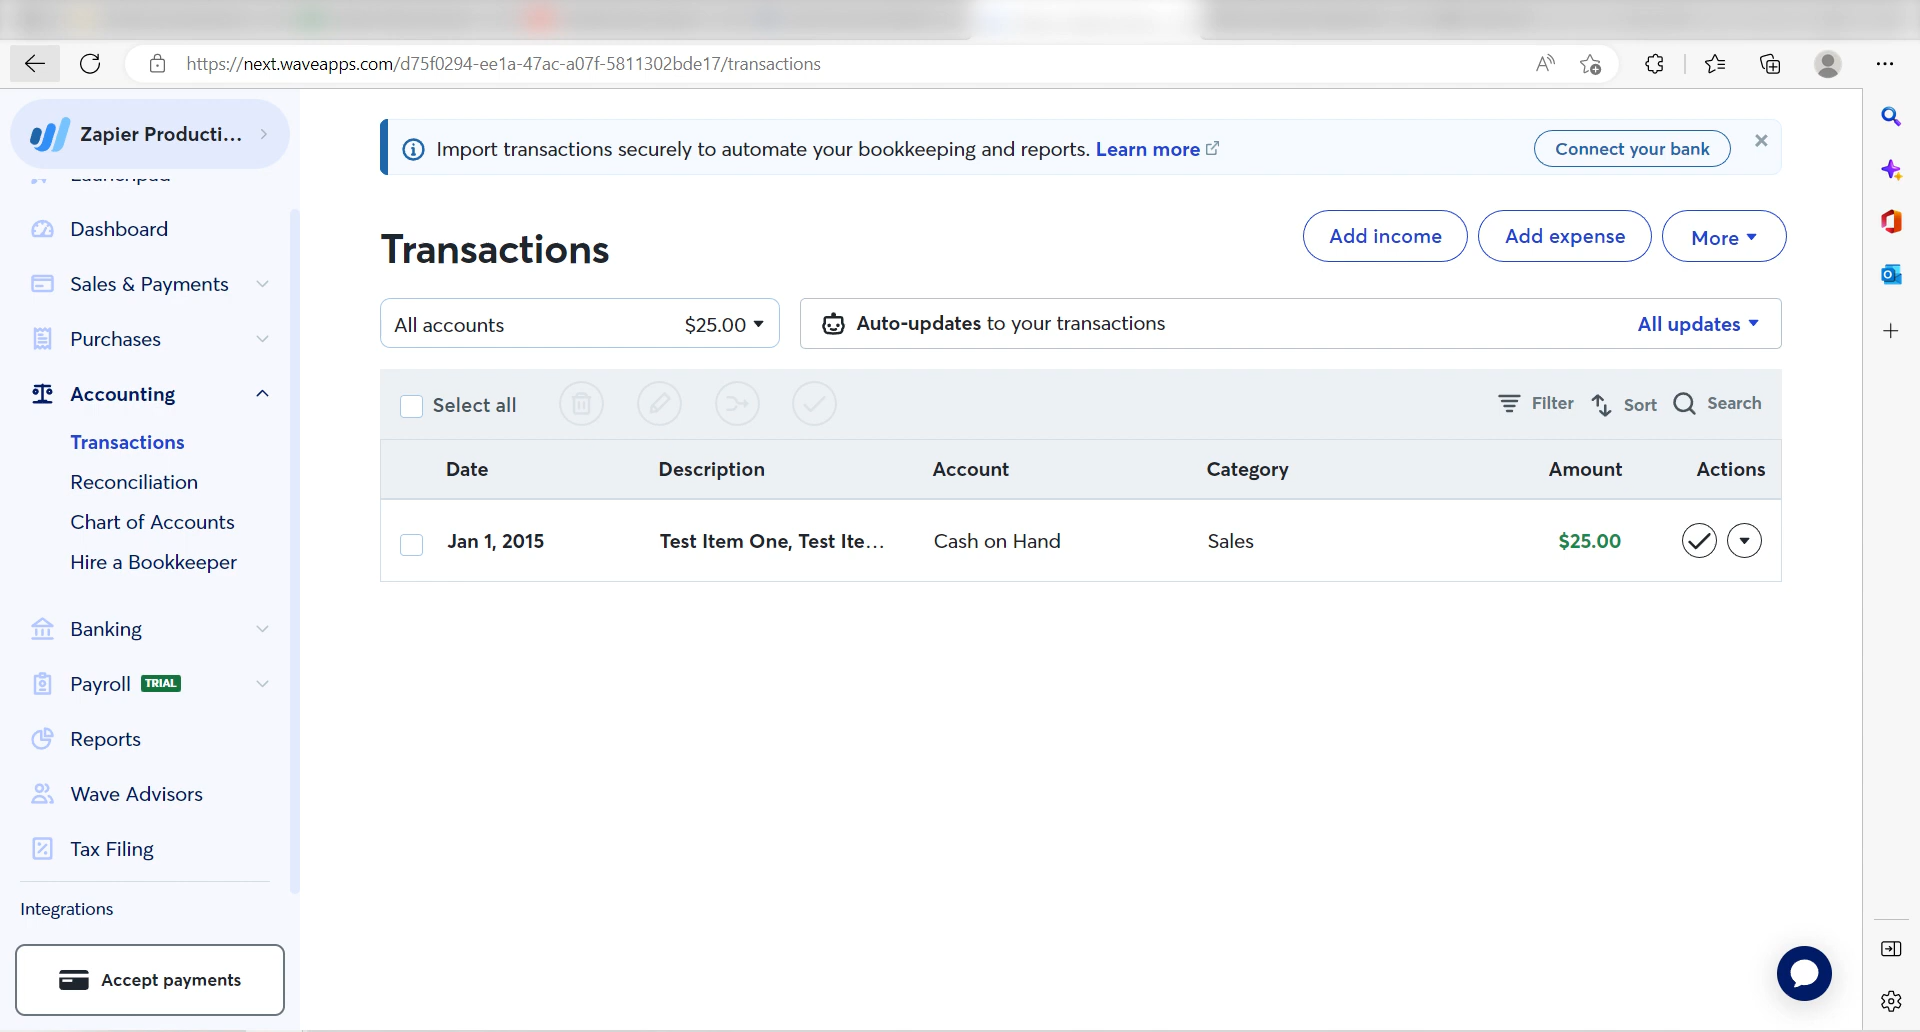 https://next.waveapps.com/d75f0294-ee1a-47ac-a07f-5811302bde17/transactions
Zapier Producti...
Dashboard
Sales & Payments
Purchases
Accounting
Transactions
Reconciliation
Chart of Accounts
Hire a Bookkeeper
Banking
Payroll TRIAL
Reports
Wave Advisors
Tax Filing
Integrations
Accept payments
Import transactions securely to automate your bookkeeping and reports. Learn more
Connect your bank
Transactions
Add income
Add expense
More
All accounts $25.00
Auto-updates to your transactions
All updates
Select all
Filter
Sort
Search
Date Description Account Category Amount Actions
Jan 1, 2015 Test Item One, Test Ite... Cash on Hand Sales $25.00